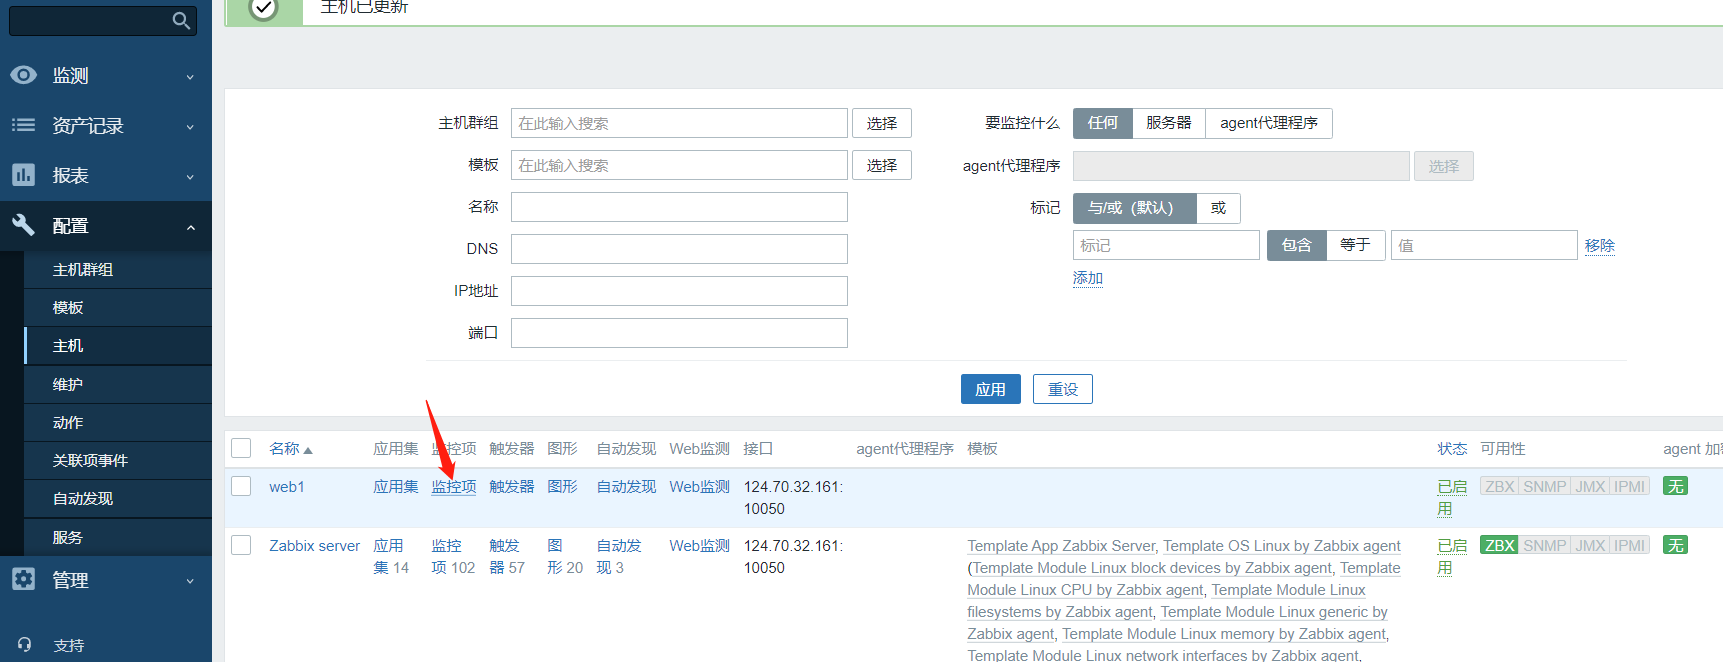 主机已更新
监测
资产记录
报表
配置
主机群组
模板
主机
维护
动作
关联项事件
自动发现
服务
管理
支持
主机群组 在此输入搜索 选择
模板 在此输入搜索 选择
名称
DNS
IP地址
端口
要监控什么 任何 服务器 agent代理程序
agent代理程序 选择
标记 与/或（默认） 或
标记 包含 等于 值 移除
添加
应用 重设
名称 应用集 监控项 触发器 图形 自动发现 Web监测 接口 agent代理程序 模板 状态 可用性 agent 加密
web1 应用集 监控项 触发器 图形 自动发现 Web监测 124.70.32.161: 已启 ZBX SNMP JMX IPMI 无
10050 用
Zabbix server 应用 监控 触发 图 自动发 Web监测 124.70.32.161: Template App Zabbix Server, Template OS Linux by Zabbix agent 已启 ZBX SNMP JMX IPMI 无
集 14 项 102 器 57 形 20 现 3 10050 (Template Module Linux block devices by Zabbix agent, Template 用
Module Linux CPU by Zabbix agent, Template Module Linux
filesystems by Zabbix agent, Template Module Linux generic by
Zabbix agent, Template Module Linux memory by Zabbix agent,
Template Module Linux network interfaces by Zabbix agent,